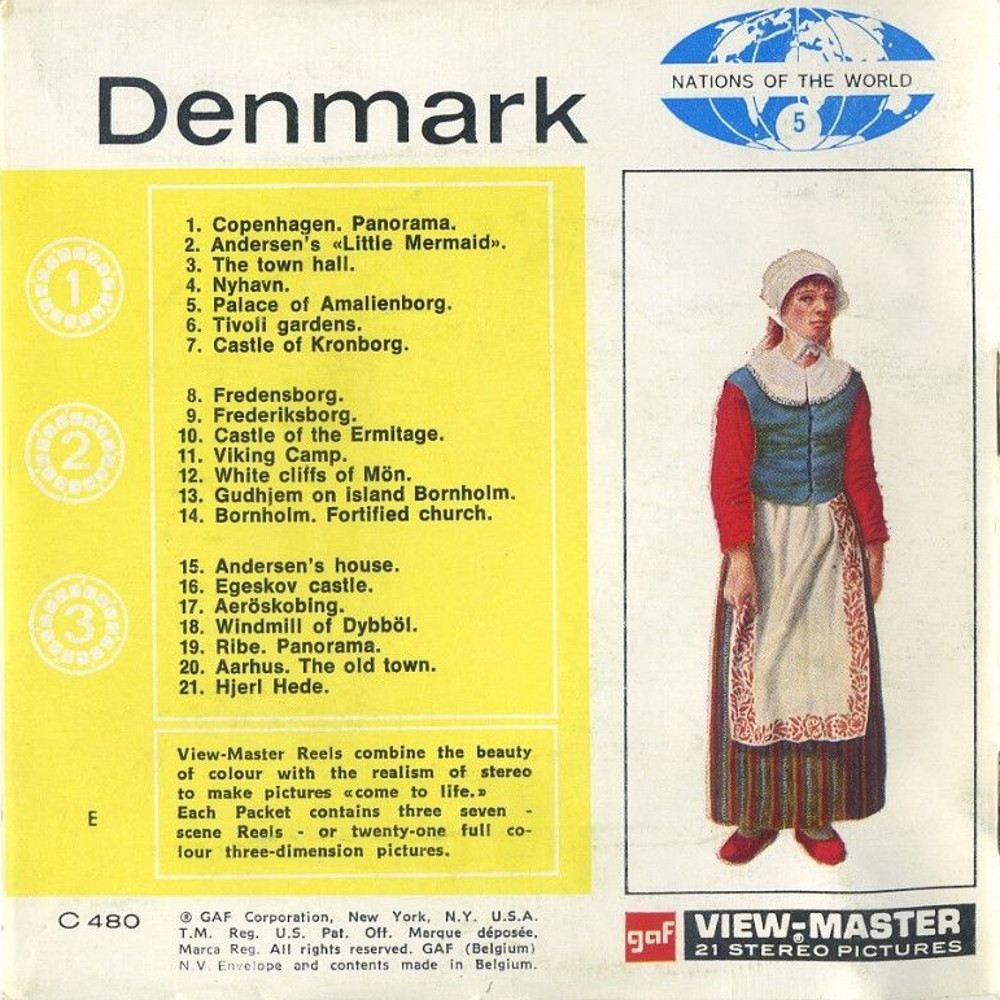 Denmark
NATIONS OF THE WORLD
5
1
1. Copenhagen. Panorama.
2. Andersen's «Little Mermaid».
3. The town hall.
4. Nyhavn.
5. Palace of Amalienborg.
6. Tivoli gardens.
7. Castle of Kronborg.
2
8. Fredensborg.
9. Frederiksborg.
10. Castle of the Ermitage.
11. Viking Camp.
12. White cliffs of Mön.
13. Gudhjem on island Bornholm.
14. Bornholm. Fortified church.
3
15. Andersen's house.
16. Egeskov castle.
17. Aeröskobing.
18. Windmill of Dybböl.
19. Ribe. Panorama.
20. Aarhus. The old town.
21. Hjerl Hede.
View-Master Reels combine the beauty
of colour with the realism of stereo
to make pictures «come to life.»
Each Packet contains three seven -
scene Reels - or twenty-one full co-
lour three-dimension pictures.
E
C 480
® GAF Corporation, New York, N.Y. U.S.A.
T.M. Reg. U.S. Pat. Off. Marque déposée,
Marca Reg. All rights reserved. GAF (Belgium)
N.V. Envelope and contents made in Belgium.
gaf
VIEW-MASTER
®
21 STEREO PICTURES